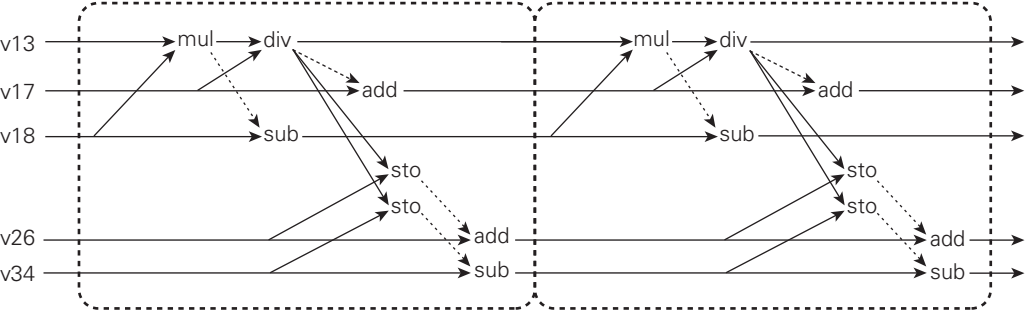 v13 mul div mul div
v17 add add
v18 sub sub
sto sto
sto sto
v26 add add
v34 sub sub